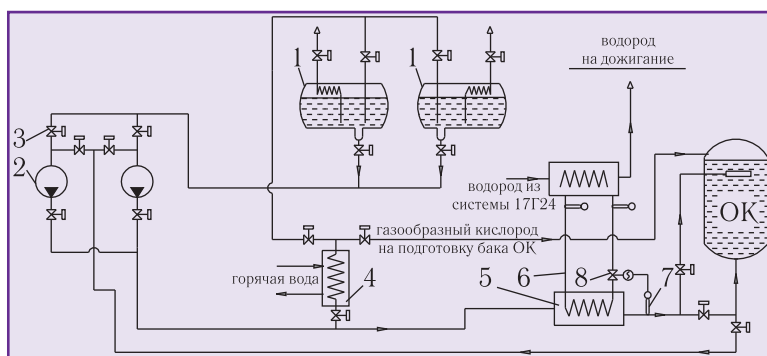 1
1
водород
на дожигание
3
2
водород из
системы 17Г24
ОК
газообразный кислород
на подготовку бака ОК
горячая вода
4
5
6
8
7